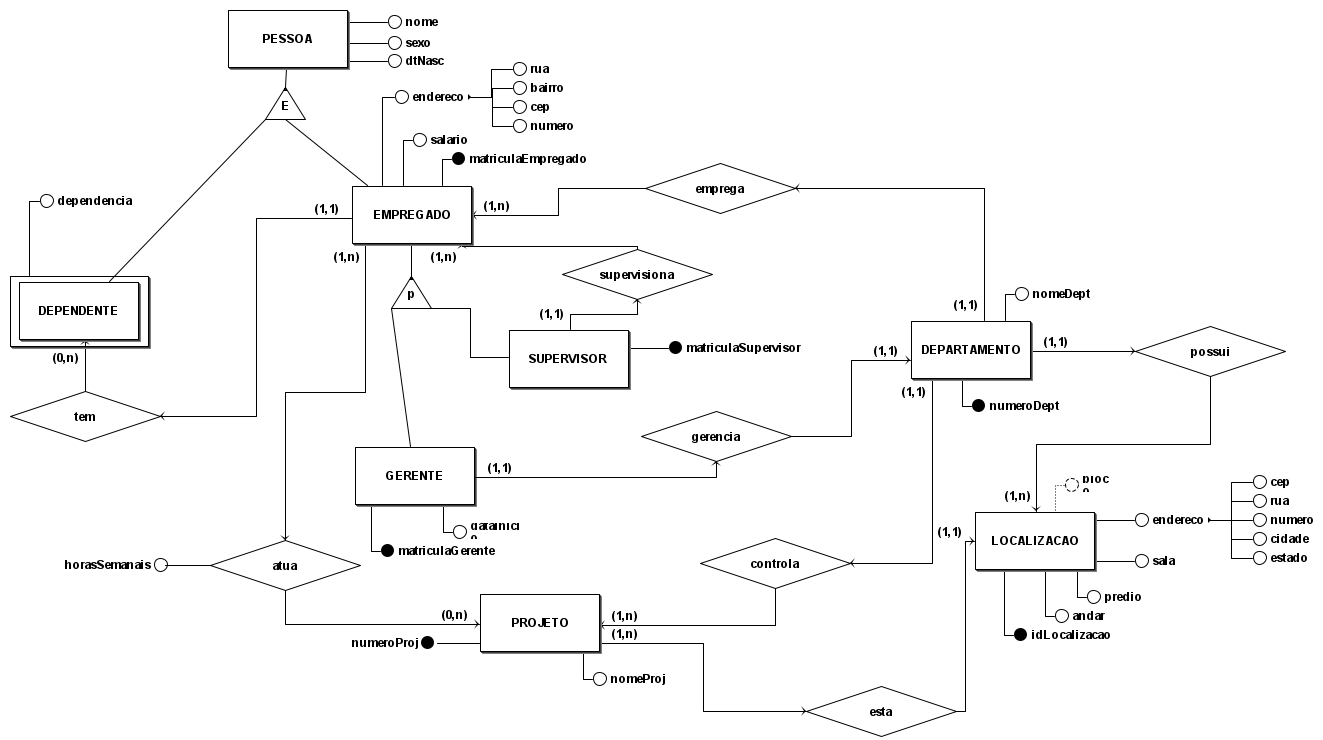 nome
PESSOA
sexo
dtNasc
rua
bairro
endereco
E
cep
numero
salario
matriculaEmpregado
emprega
dependencia
(1,1)
EMPREGADO
(1,n)
(1,n)
(1,n)
supervisiona
p
nomeDept
DEPENDENTE
(1,1)
(1,1)
(0,n)
SUPERVISOR
matriculaSupervisor
(1,1)
DEPARTAMENTO
(1,1)
possui
(1,1)
numeroDept
tem
gerencia
GERENTE
(1,1)
(1,n)
cep
rua
endereco
numero
cidade
estado
matriculaGerente
(1,1)
LOCALIZACAO
sala
horasSemanais
atua
controla
predio
andar
idLocalizacao
(0,n)
PROJETO
(1,n)
(1,n)
numeroProj
nomeProj
esta